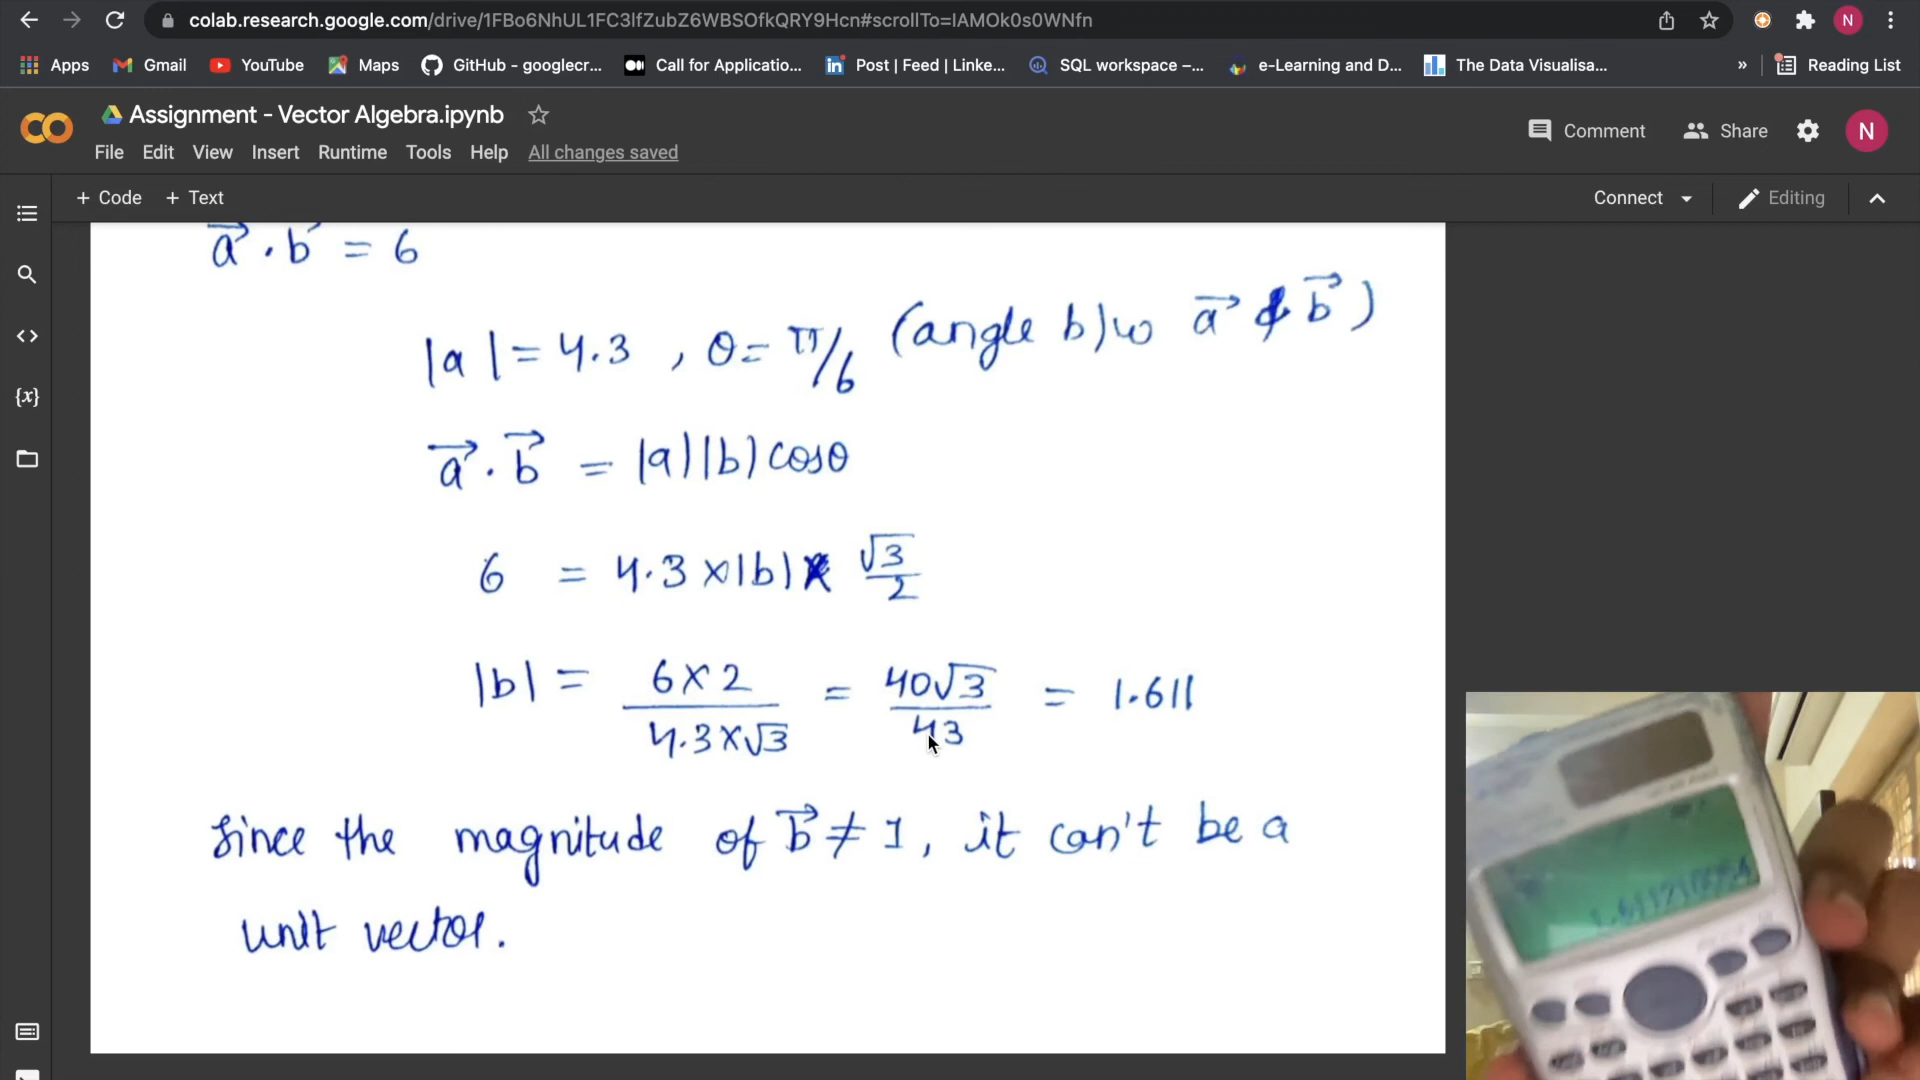 colab.research.google.com/drive/1FBo6NhUL1FC3lfZubZ6WBSOfkQRY9Hcn#scrollTo=IAMOk0s0WNfn
N
Apps Gmail YouTube Maps GitHub - googlecr... Call for Applicatio... Post | Feed | Linke... SQL workspace –... e-Learning and D... The Data Visualisa... » Reading List
Assignment - Vector Algebra.ipynb
Comment Share N
File Edit View Insert Runtime Tools Help All changes saved
+ Code + Text Connect Editing
a⃗ . b⃗ = 6
|a| = 4.3 , θ = π/6 (angle b/w a⃗ & b⃗)
a⃗ . b⃗ = |a||b| cosθ
6 = 4.3 × |b| × √3/2
|b| = 6×2 / 4.3×√3 = 40√3 / 43 = 1.611
Since the magnitude of b⃗ ≠ 1, it can't be a
unit vector.